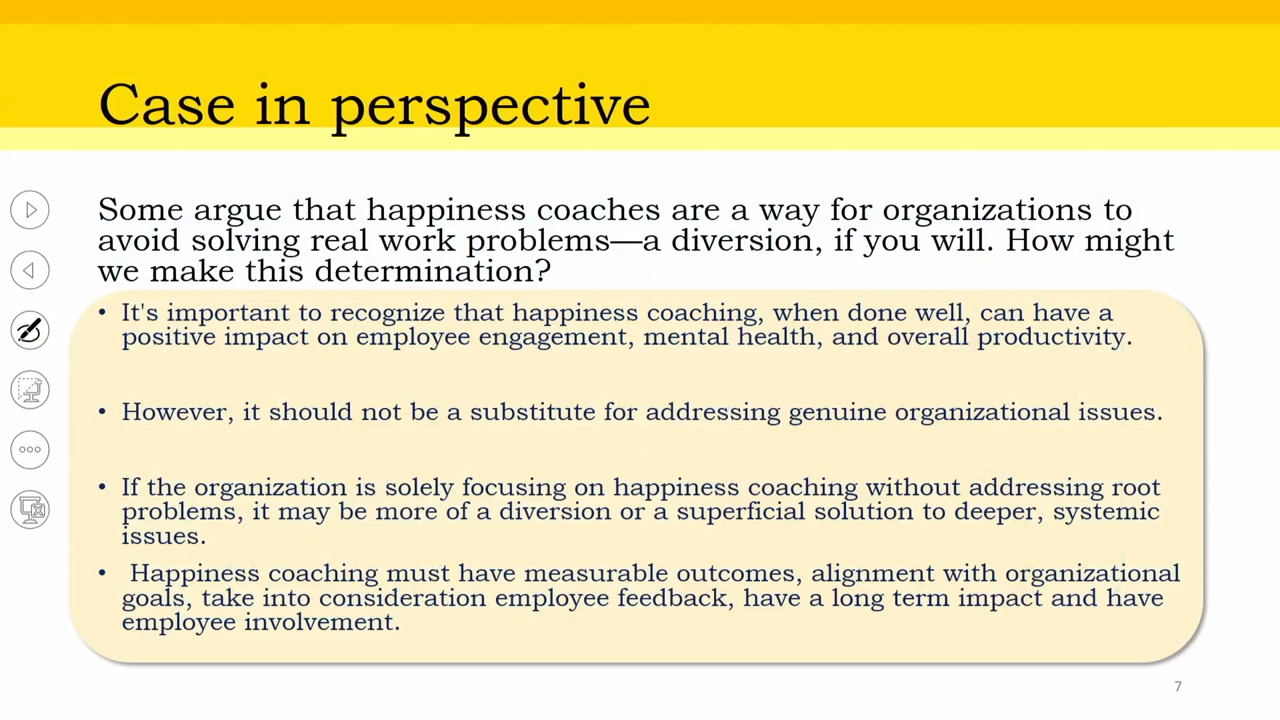 Case in perspective
Some argue that happiness coaches are a way for organizations to
avoid solving real work problems—a diversion, if you will. How might
we make this determination?
• It's important to recognize that happiness coaching, when done well, can have a
positive impact on employee engagement, mental health, and overall productivity.
• However, it should not be a substitute for addressing genuine organizational issues.
• If the organization is solely focusing on happiness coaching without addressing root
problems, it may be more of a diversion or a superficial solution to deeper, systemic
issues.
• Happiness coaching must have measurable outcomes, alignment with organizational
goals, take into consideration employee feedback, have a long term impact and have
employee involvement.
7